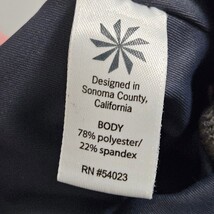 Designed in
Sonoma County,
California
BODY
78% polyester/
22% spandex
RN #54023